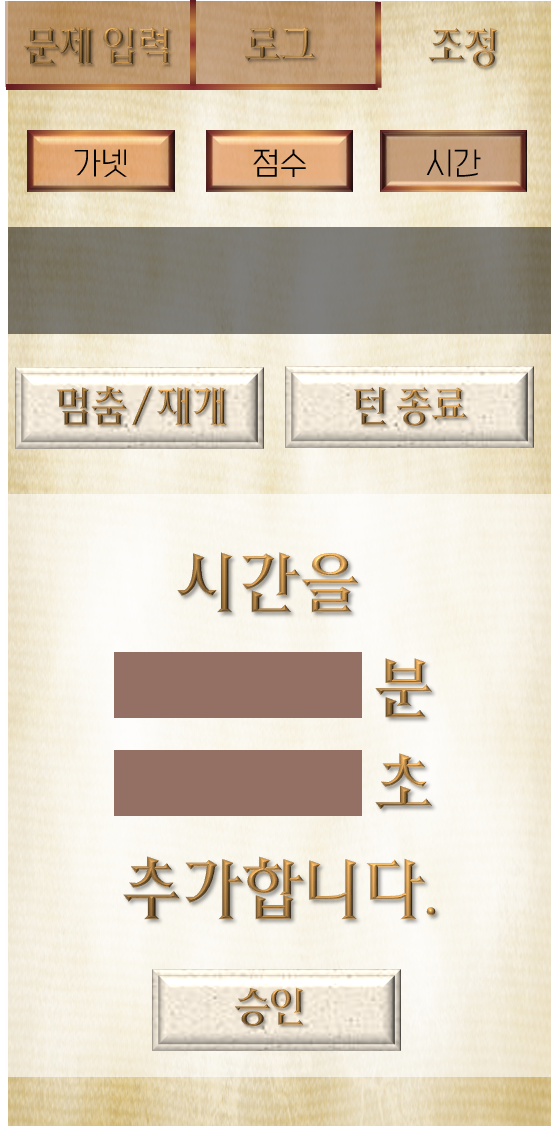 문제 입력 로그 조정
가넷 점수 시간
멈춤/재개 턴 종료
시간을
분
초
추가합니다.
승인